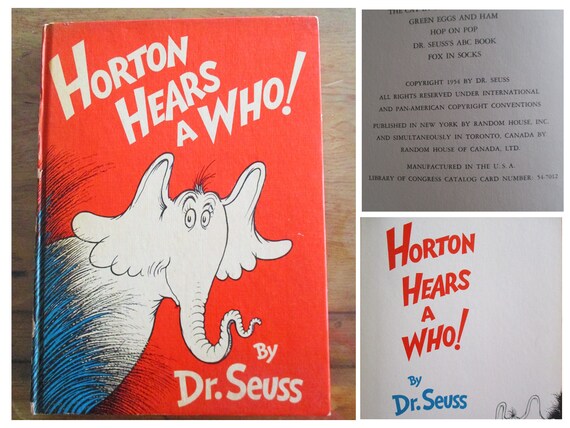 HORTON
HEARS
A WHO!
By
Dr. Seuss
GREEN EGGS AND HAM
HOP ON POP
DR. SEUSS'S ABC BOOK
FOX IN SOCKS
COPYRIGHT 1954 BY DR. SEUSS
ALL RIGHTS RESERVED UNDER INTERNATIONAL
AND PAN-AMERICAN COPYRIGHT CONVENTIONS
PUBLISHED IN NEW YORK BY RANDOM HOUSE, INC.
AND SIMULTANEOUSLY IN TORONTO, CANADA BY
RANDOM HOUSE OF CANADA, LTD.
MANUFACTURED IN THE U.S.A.
LIBRARY OF CONGRESS CATALOG CARD NUMBER: 54-7012
HORTON
HEARS
A
WHO!
By
Dr. Seuss